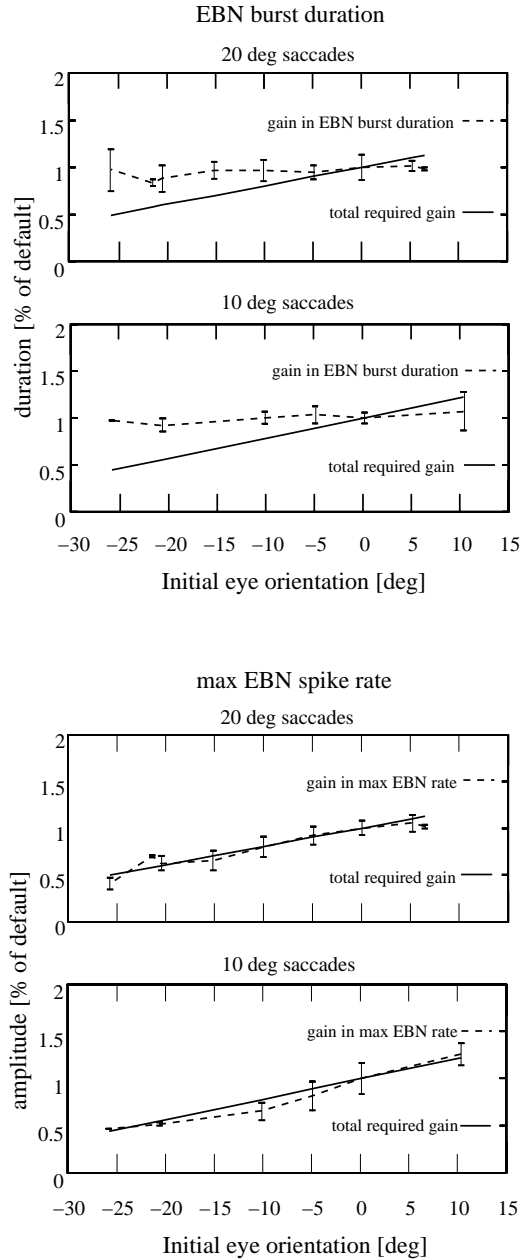 EBN burst duration
20 deg saccades
2
1.5
1
0.5
0
gain in EBN burst duration
total required gain
10 deg saccades
2
1.5
1
0.5
0
gain in EBN burst duration
total required gain
duration [% of default]
−30 −25 −20 −15 −10 −5 0 5 10 15
Initial eye orientation [deg]
max EBN spike rate
20 deg saccades
2
1.5
1
0.5
0
gain in max EBN rate
total required gain
10 deg saccades
2
1.5
1
0.5
0
gain in max EBN rate
total required gain
amplitude [% of default]
−30 −25 −20 −15 −10 −5 0 5 10 15
Initial eye orientation [deg]